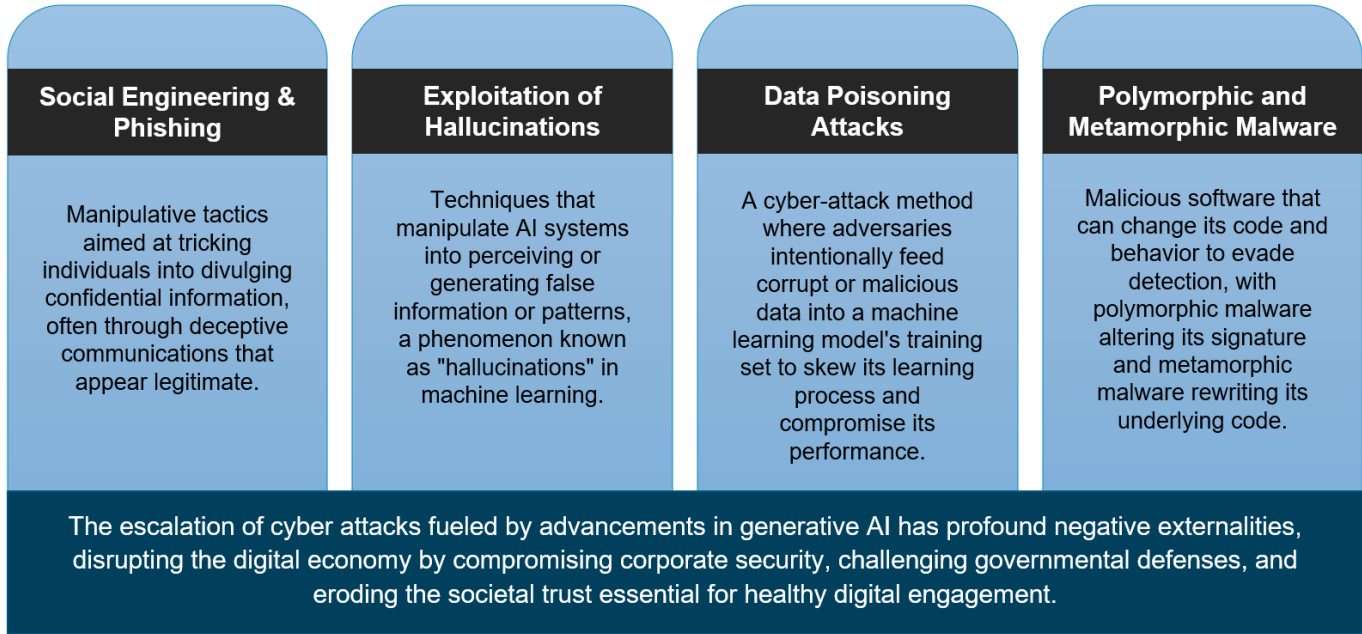 Social Engineering &
Phishing
Manipulative tactics
aimed at tricking
individuals into divulging
confidential information,
often through deceptive
communications that
appear legitimate.
Exploitation of
Hallucinations
Techniques that
manipulate AI systems
into perceiving or
generating false
information or patterns,
a phenomenon known
as "hallucinations" in
machine learning.
Data Poisoning
Attacks
A cyber-attack method
where adversaries
intentionally feed
corrupt or malicious
data into a machine
learning model's training
set to skew its learning
process and
compromise its
performance.
Polymorphic and
Metamorphic Malware
Malicious software that
can change its code and
behavior to evade
detection, with
polymorphic malware
altering its signature
and metamorphic
malware rewriting its
underlying code.
The escalation of cyber attacks fueled by advancements in generative AI has profound negative externalities,
disrupting the digital economy by compromising corporate security, challenging governmental defenses, and
eroding the societal trust essential for healthy digital engagement.